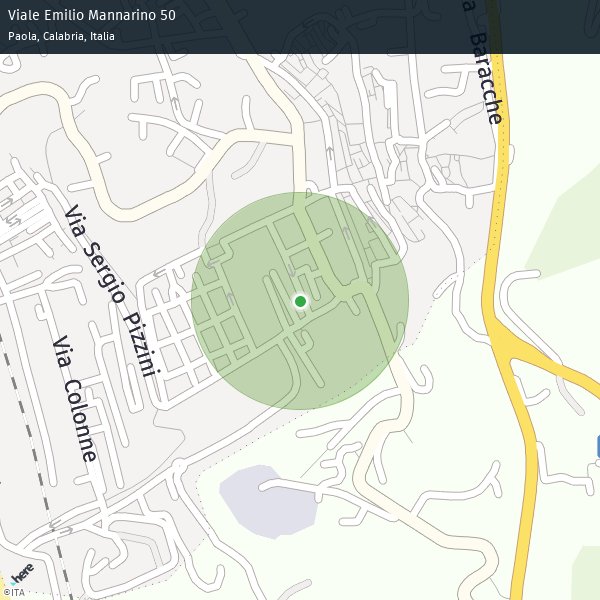 Viale Emilio Mannarino 50
Paola, Calabria, Italia
a Baracche
Via Sergio Pizzini
Via Colonne
here
©ITA